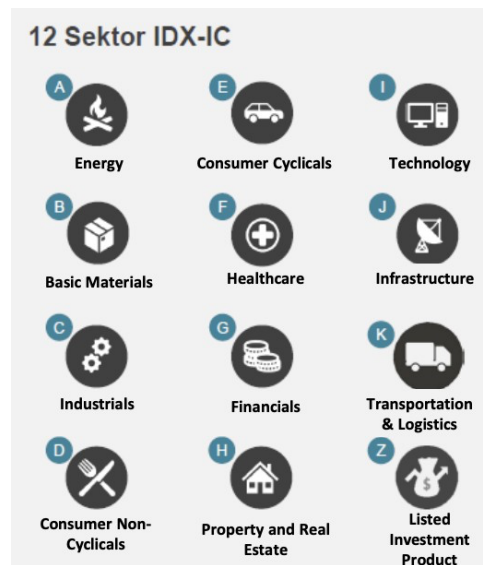 12 Sektor IDX-IC
A
Energy
E
Consumer Cyclicals
I
Technology
B
Basic Materials
F
Healthcare
J
Infrastructure
C
Industrials
G
Financials
K
Transportation
& Logistics
D
Consumer Non-
Cyclicals
H
Property and Real
Estate
Z
$
Listed
Investment
Product